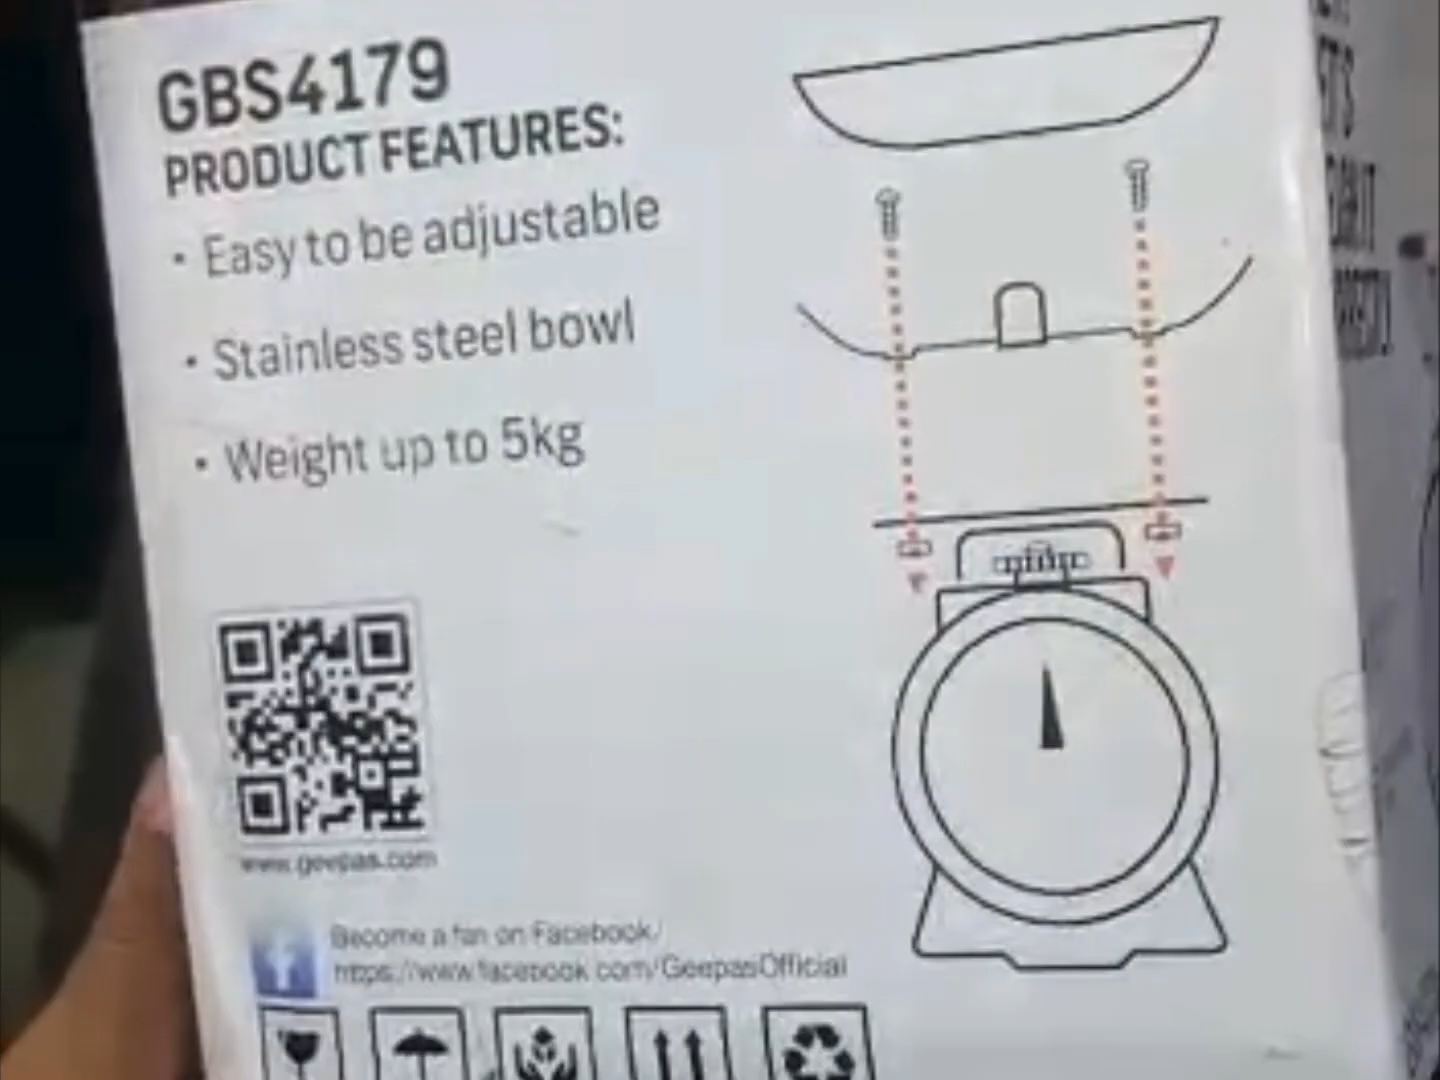 GBS4179
PRODUCT FEATURES:
• Easy to be adjustable
• Stainless steel bowl
• Weight up to 5kg
www.geepas.com
Become a fan on Facebook/
https://www.facebook.com/GeepasOfficial